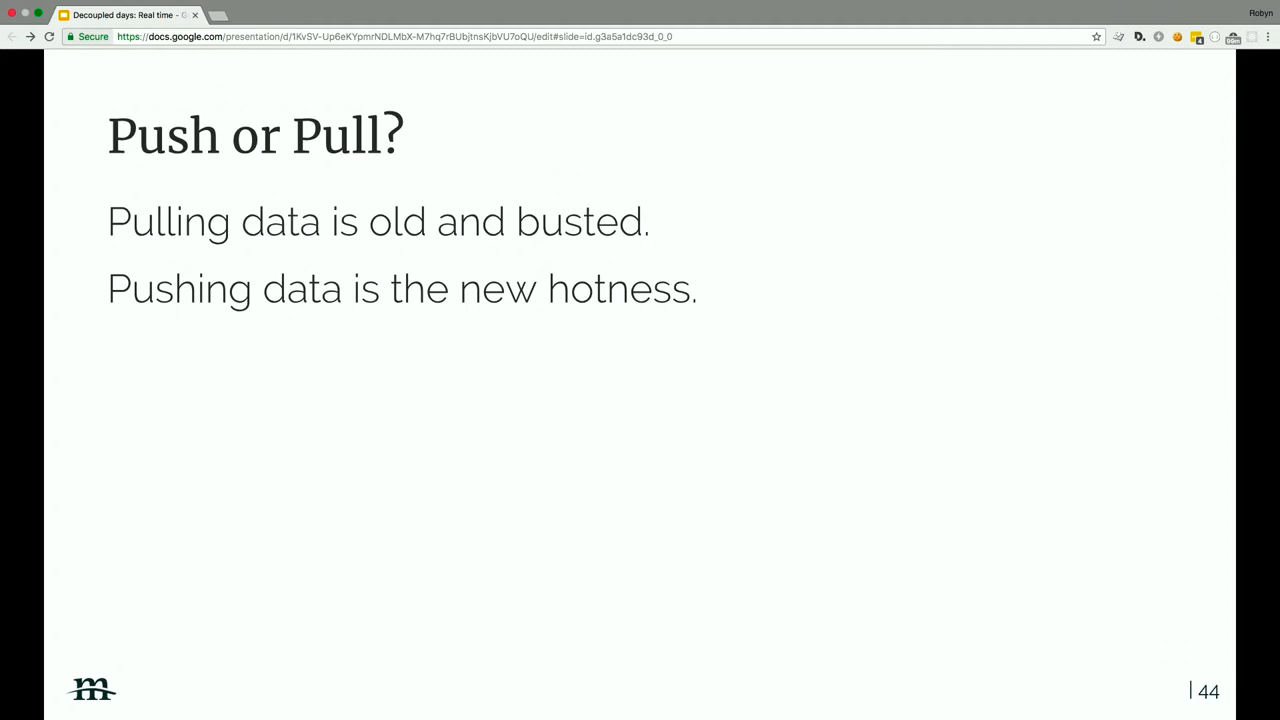 Decoupled days: Real time - G
Robyn
Secure
https://docs.google.com/presentation/d/1KvSV-Up6eKYpmrNDLMbX-M7hq7rBUbjtnsKjbVU7oQU/edit#slide=id.g3a5a1dc93d_0_0
Push or Pull?
Pulling data is old and busted.
Pushing data is the new hotness.
m
| 44